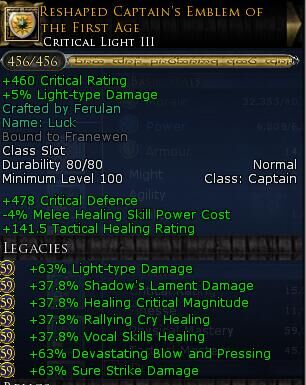 Reshaped Captain's Emblem of
the First Age
Critical Light III
456/456
+460 Critical Rating
+5% Light-type Damage
Crafted by Ferulan
Name: Luck
Bound to Franewen
Class Slot
Durability 80/80 Normal
Minimum Level 100 Class: Captain
+478 Critical Defence
-4% Melee Healing Skill Power Cost
+141.5 Tactical Healing Rating
Legacies
59 +63% Light-type Damage
59 +37.8% Shadow's Lament Damage
59 +37.8% Healing Critical Magnitude
59 +37.8% Rallying Cry Healing
59 +37.8% Vocal Skills Healing
59 +63% Devastating Blow and Pressing
59 +63% Sure Strike Damage